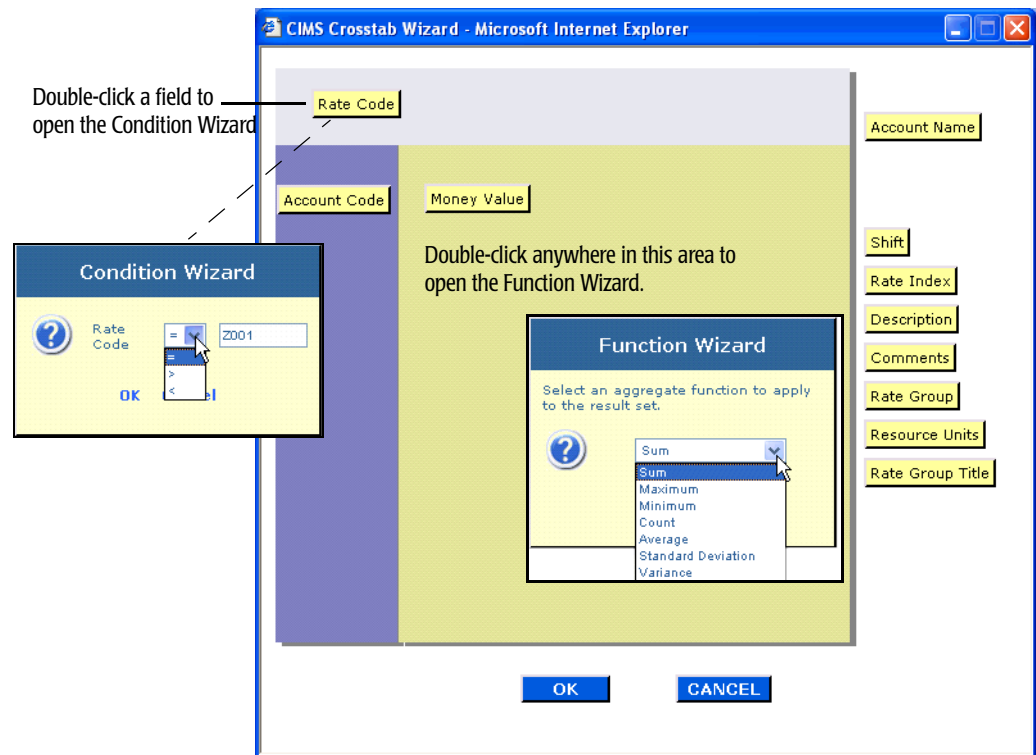 CIMS Crosstab Wizard - Microsoft Internet Explorer
Double-click a field to
open the Condition Wizard
Rate Code
Account Name
Account Code
Money Value
Double-click anywhere in this area to
open the Function Wizard.
Shift
Rate Index
Description
Comments
Rate Group
Resource Units
Rate Group Title
Condition Wizard
Rate
Code
=
Z001
=
>
<
OK
Function Wizard
Select an aggregate function to apply
to the result set.
Sum
Sum
Maximum
Minimum
Count
Average
Standard Deviation
Variance
OK
CANCEL